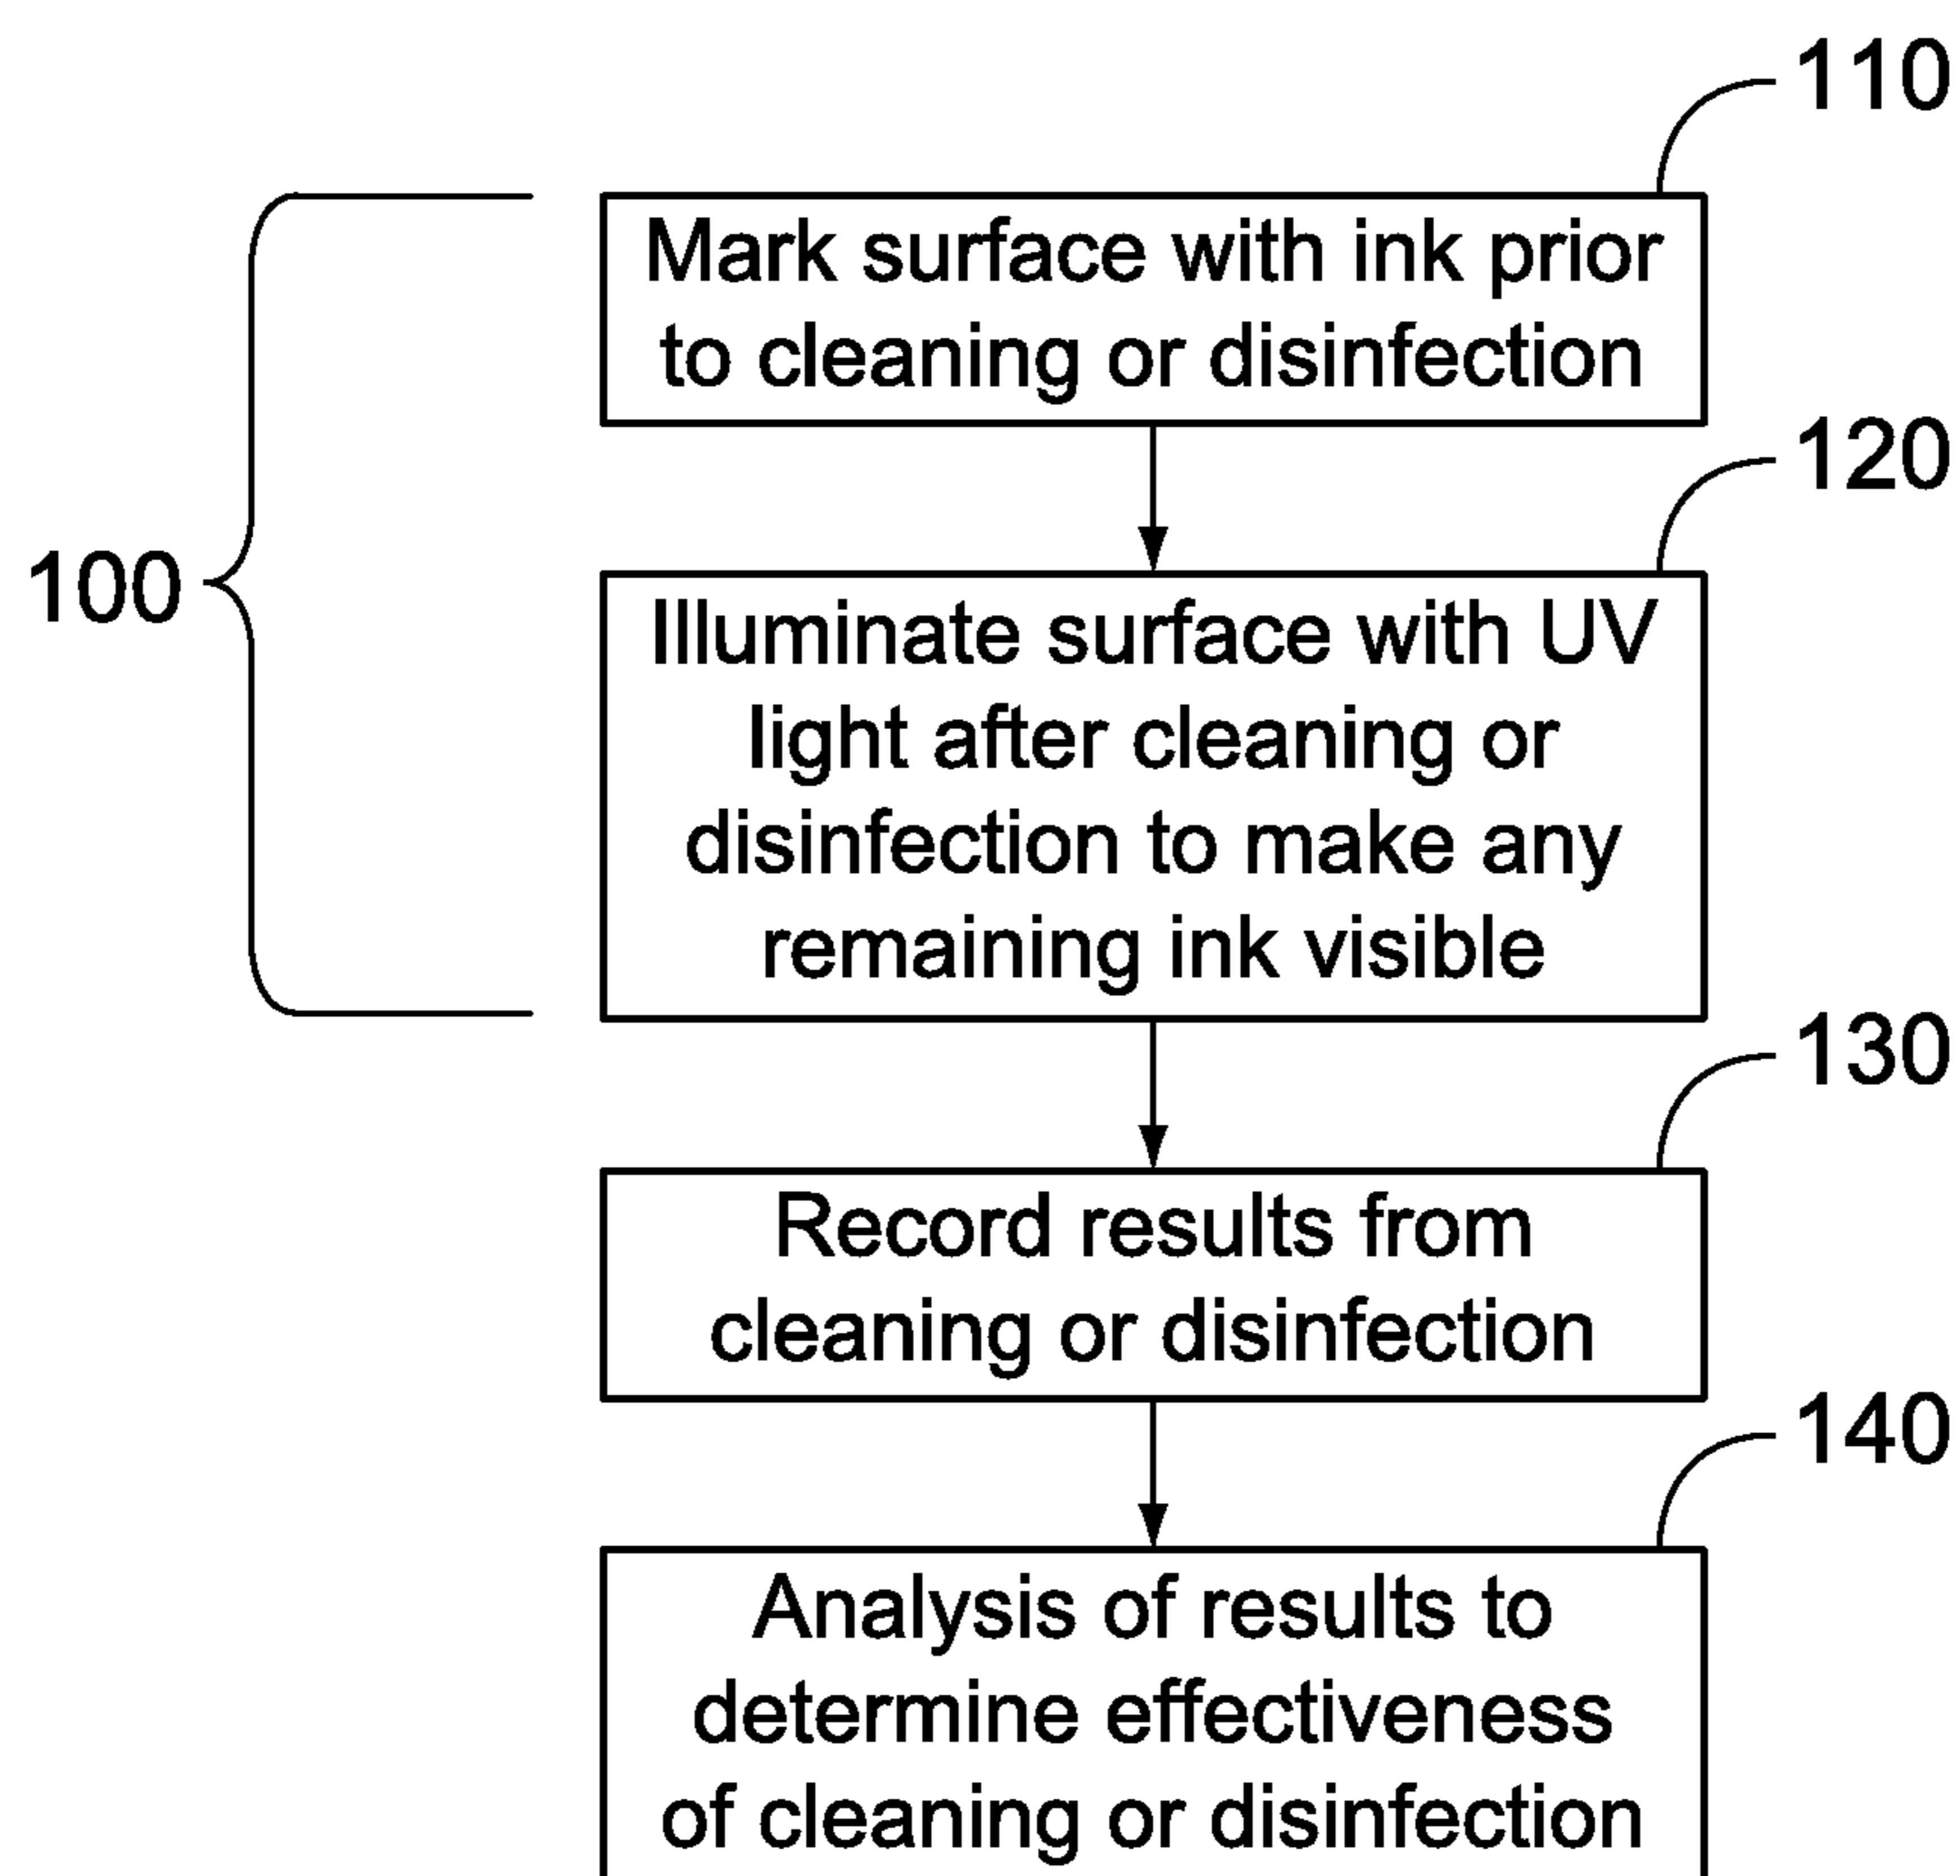 110
Mark surface with ink prior
to cleaning or disinfection
120
100
Illuminate surface with UV
light after cleaning or
disinfection to make any
remaining ink visible
130
Record results from
cleaning or disinfection
140
Analysis of results to
determine effectiveness
of cleaning or disinfection